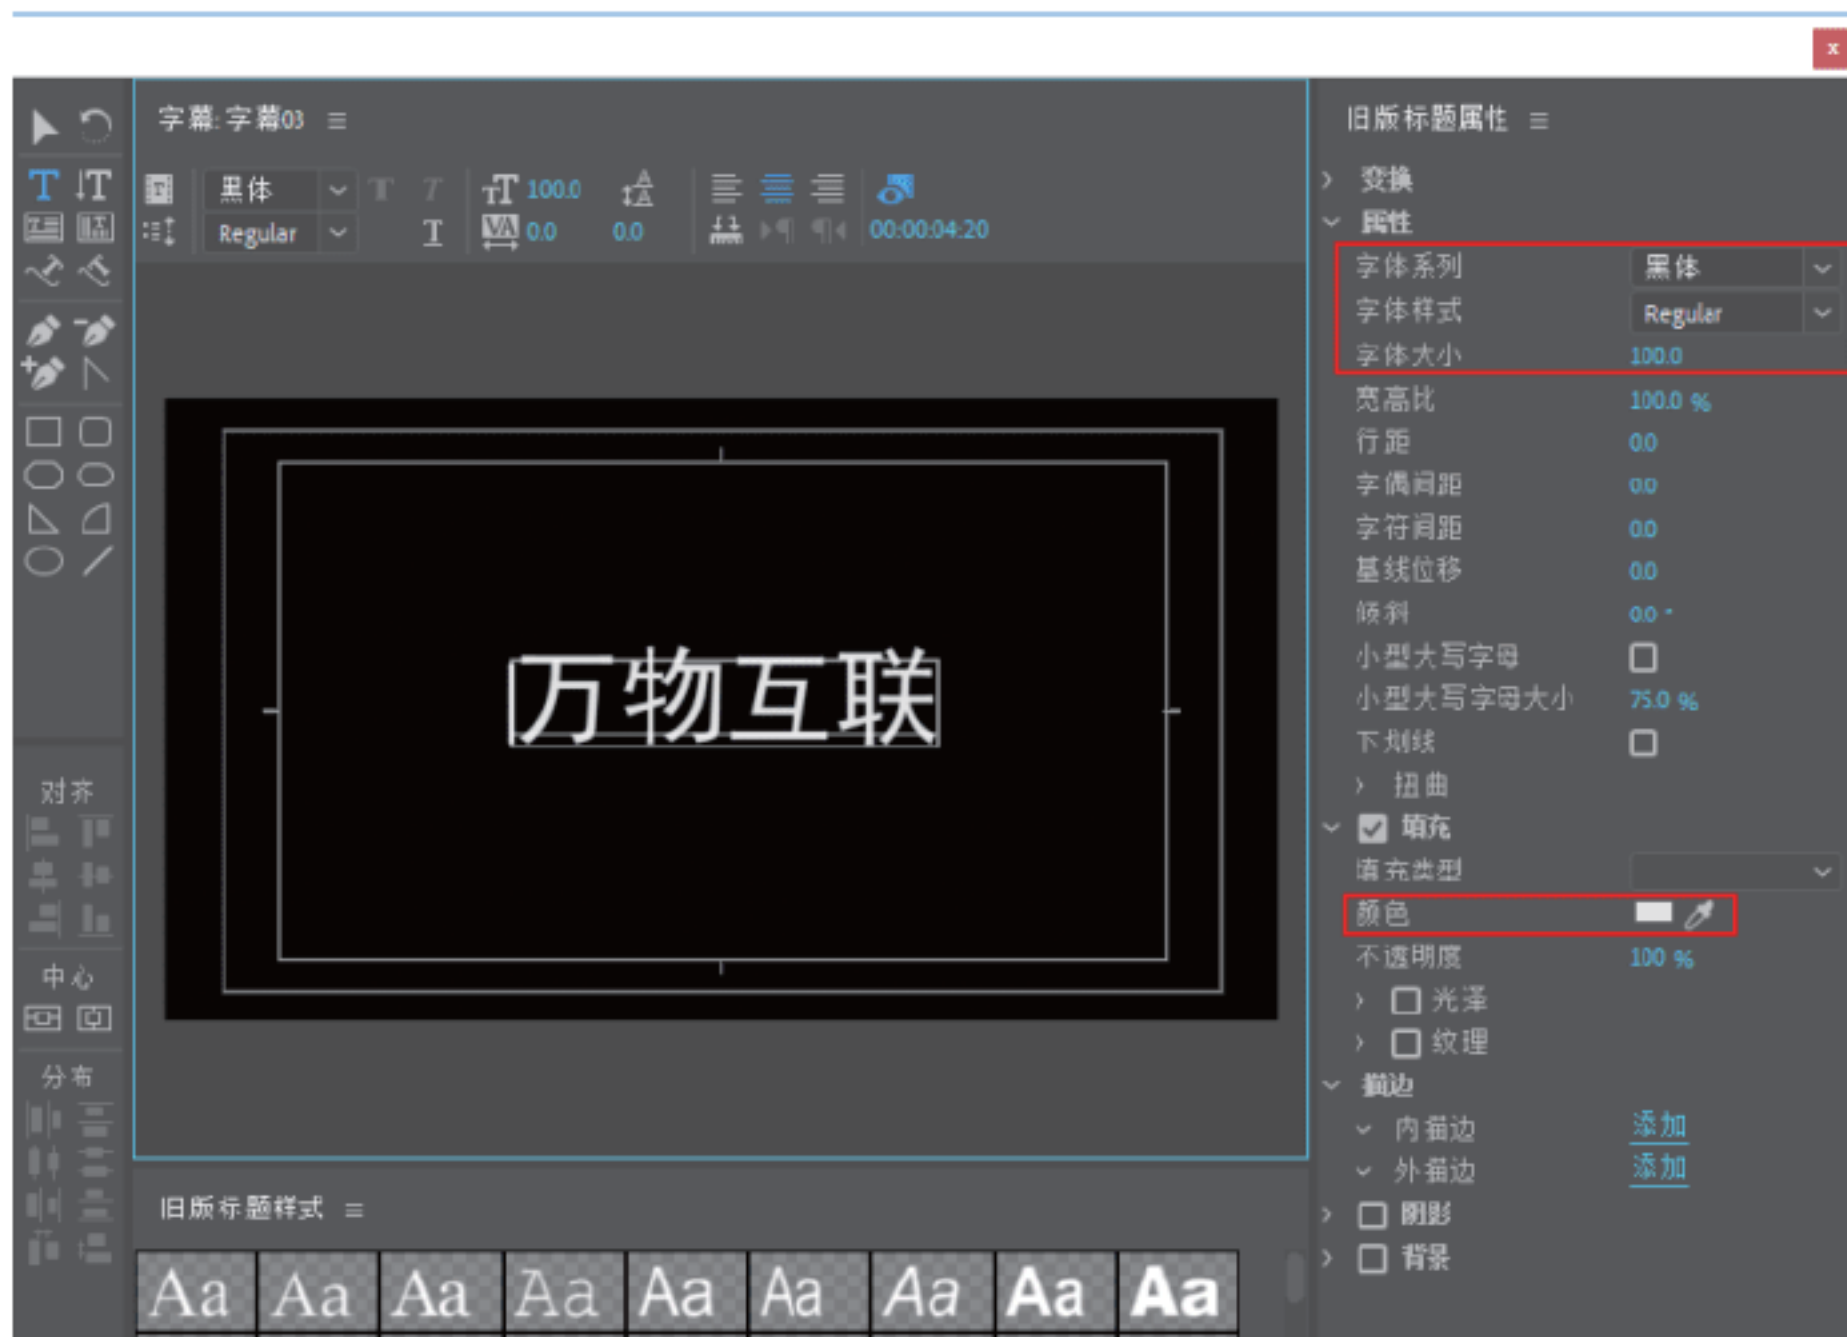 x
字幕: 字幕03
黑体
T
T
TT
100.0
Regular
T
VA
0.0
0.0
00:00:04:20
对齐
中心
分布
万物互联
旧版标题样式
Aa Aa Aa Aa Aa Aa Aa Aa Aa
旧版标题属性
变换
属性
字体系列 黑体
字体样式 Regular
字体大小 100.0
宽高比 100.0 %
行距 0.0
字偶间距 0.0
字符间距 0.0
基线位移 0.0
倾斜 0.0 °
小型大写字母
小型大写字母大小 75.0 %
下划线
扭曲
填充
填充类型
颜色
不透明度 100 %
光泽
纹理
描边
内描边 添加
外描边 添加
阴影
背景